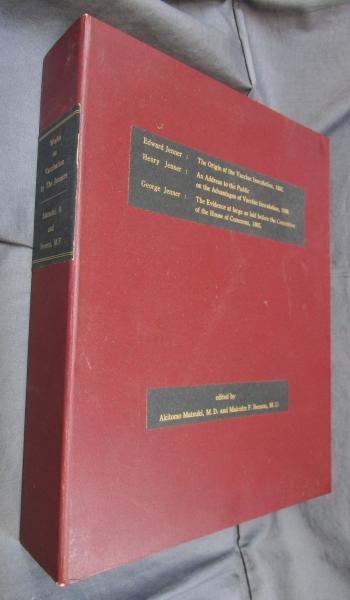 Works
on
Vaccination
by The Jenners
Matsuki, A
and
Bowers, M.F
Edward Jenner : The Origin of the Vaccine Inoculation, 1801.
Henry Jenner : An Address to the Public
on the Advantages of Vaccine Inoculation,
George Jenner : The Evidence at large as laid before the Committee
of the House of Commons, 1805.
edited by
Akitomo Matsuki, M.D. and Malcolm F. M.D.